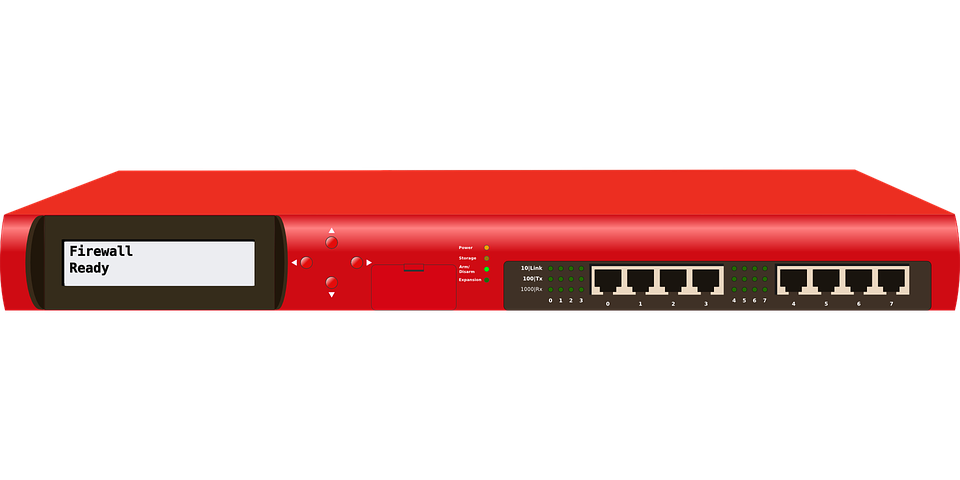 Firewall
Ready
Power
Storage
Arm/
Disarm
Expansion
10|Link
100|Tx
1000|Rx
0 1 2 3
4 5 6 7
0 1 2 3
4 5 6 7